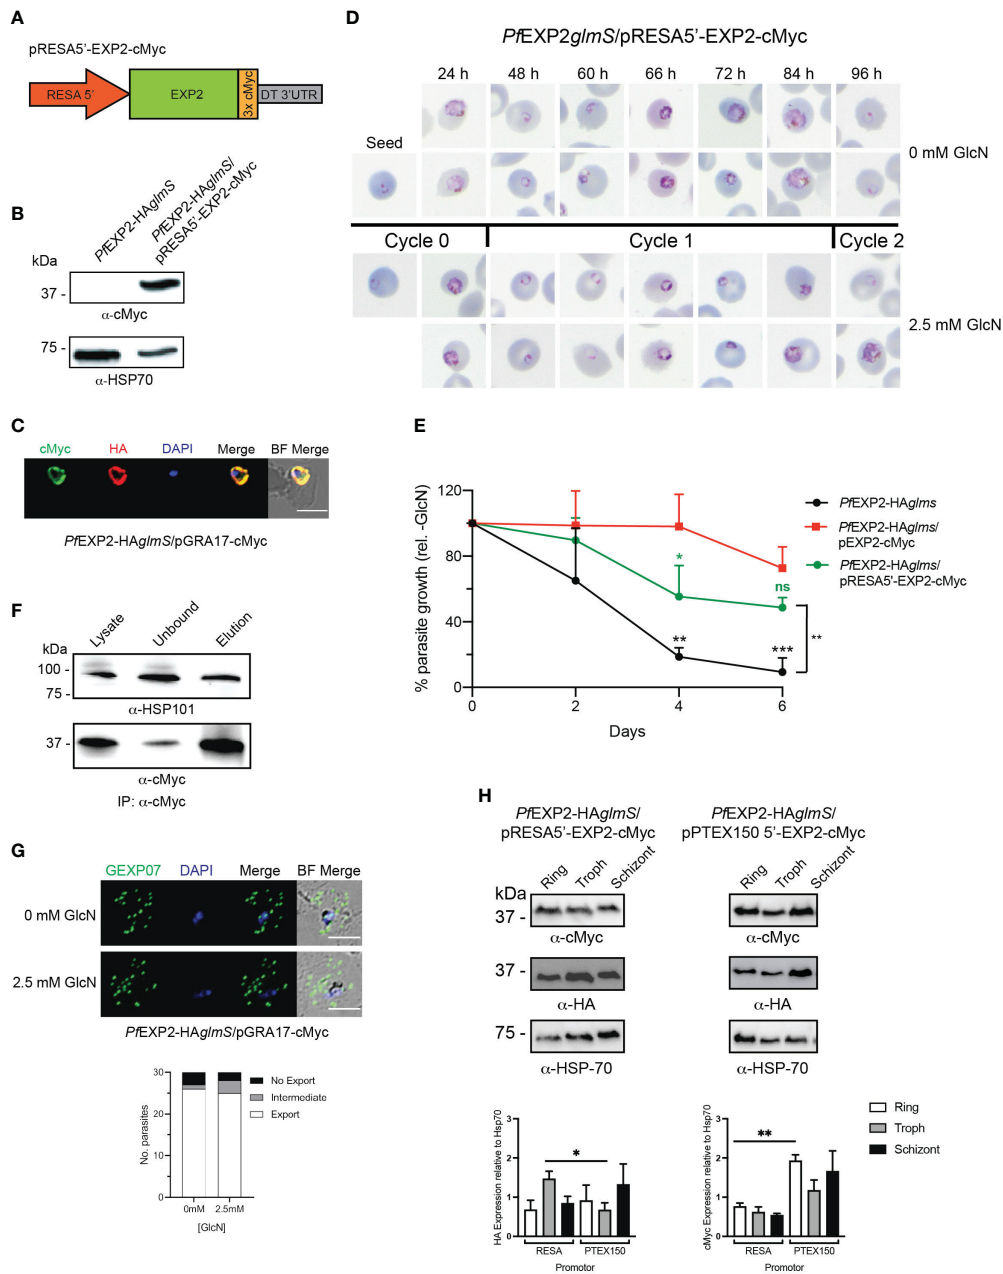 A
pRESA5'-EXP2-cMyc
RESA 5'
EXP2
3x cMyc
DT 3'UTR
B
PfEXP2-HAglmS
PfEXP2-HAglmS/
pRESA5'-EXP2-cMyc
kDa
37 -
α-cMyc
75 -
α-HSP70
C
cMyc HA DAPI Merge BF Merge
PfEXP2-HAglmS/pGRA17-cMyc
D
PfEXP2glmS/pRESA5'-EXP2-cMyc
24 h 48 h 60 h 66 h 72 h 84 h 96 h
Seed
0 mM GlcN
Cycle 0 Cycle 1 Cycle 2
2.5 mM GlcN
E
% parasite growth (rel. -GlcN)
120
80
40
0
0 2 4 6
Days
*
**
ns
***
**
PfEXP2-HAglms
PfEXP2-HAglms/
pEXP2-cMyc
PfEXP2-HAglms/
pRESA5'-EXP2-cMyc
F
Lysate Unbound Elution
kDa
100 -
75 -
α-HSP101
37 -
α-cMyc
IP: α-cMyc
G
GEXP07 DAPI Merge BF Merge
0 mM GlcN
2.5 mM GlcN
PfEXP2-HAglmS/pGRA17-cMyc
No. parasites
30
20
10
0
0mM 2.5mM
[GlcN]
No Export
Intermediate
Export
H
PfEXP2-HAglmS/
pRESA5'-EXP2-cMyc
Ring Troph Schizont
kDa
37 -
α-cMyc
37 -
α-HA
75 -
α-HSP-70
PfEXP2-HAglmS/
pPTEX150 5'-EXP2-cMyc
Ring Troph Schizont
α-cMyc
α-HA
α-HSP-70
HA Expression relative to Hsp70
3
2
1
0
*
RESA PTEX150
Promotor
cMyc Expression relative to Hsp70
3
2
1
0
**
RESA PTEX150
Promotor
Ring
Troph
Schizont